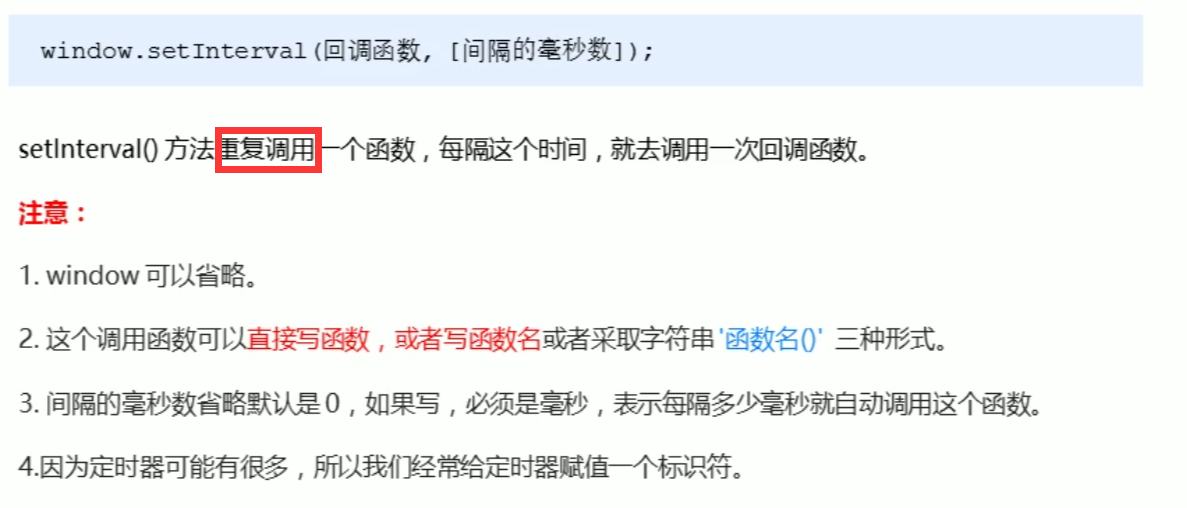 window.setInterval(回调函数, [间隔的毫秒数]);
setInterval() 方法重复调用一个函数，每隔这个时间，就去调用一次回调函数。
注意：
1. window 可以省略。
2. 这个调用函数可以直接写函数，或者写函数名或者采取字符串 '函数名()' 三种形式。
3. 间隔的毫秒数省略默认是 0，如果写，必须是毫秒，表示每隔多少毫秒就自动调用这个函数。
4.因为定时器可能有很多，所以我们经常给定时器赋值一个标识符。